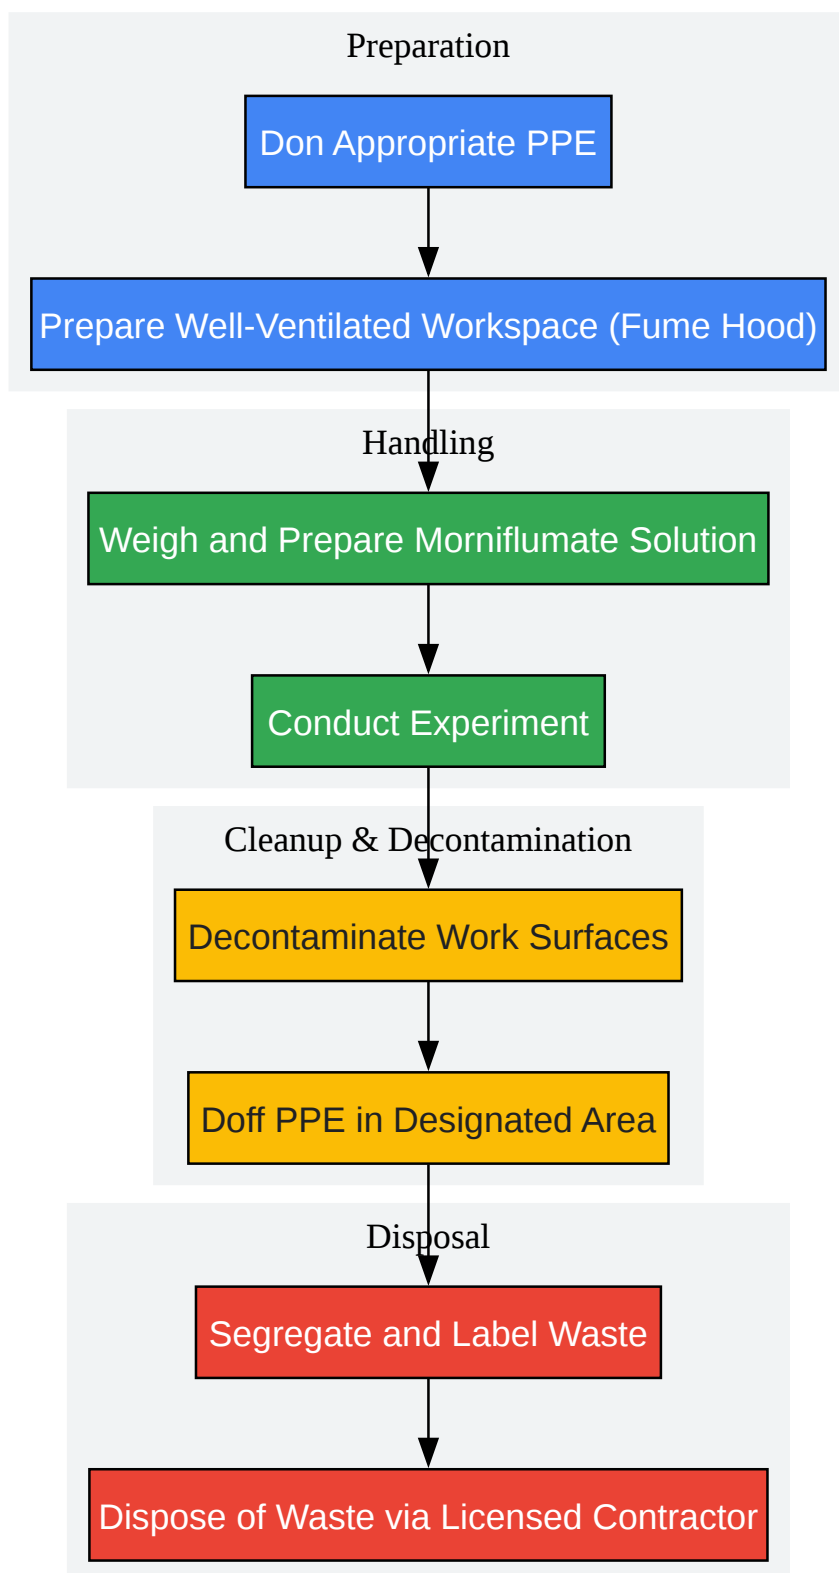 Preparation
Don Appropriate PPE
Prepare Well-Ventilated Workspace (Fume Hood)
Handling
Weigh and Prepare Morniflumate Solution
Conduct Experiment
Cleanup & Decontamination
Decontaminate Work Surfaces
Doff PPE in Designated Area
Disposal
Segregate and Label Waste
Dispose of Waste via Licensed Contractor